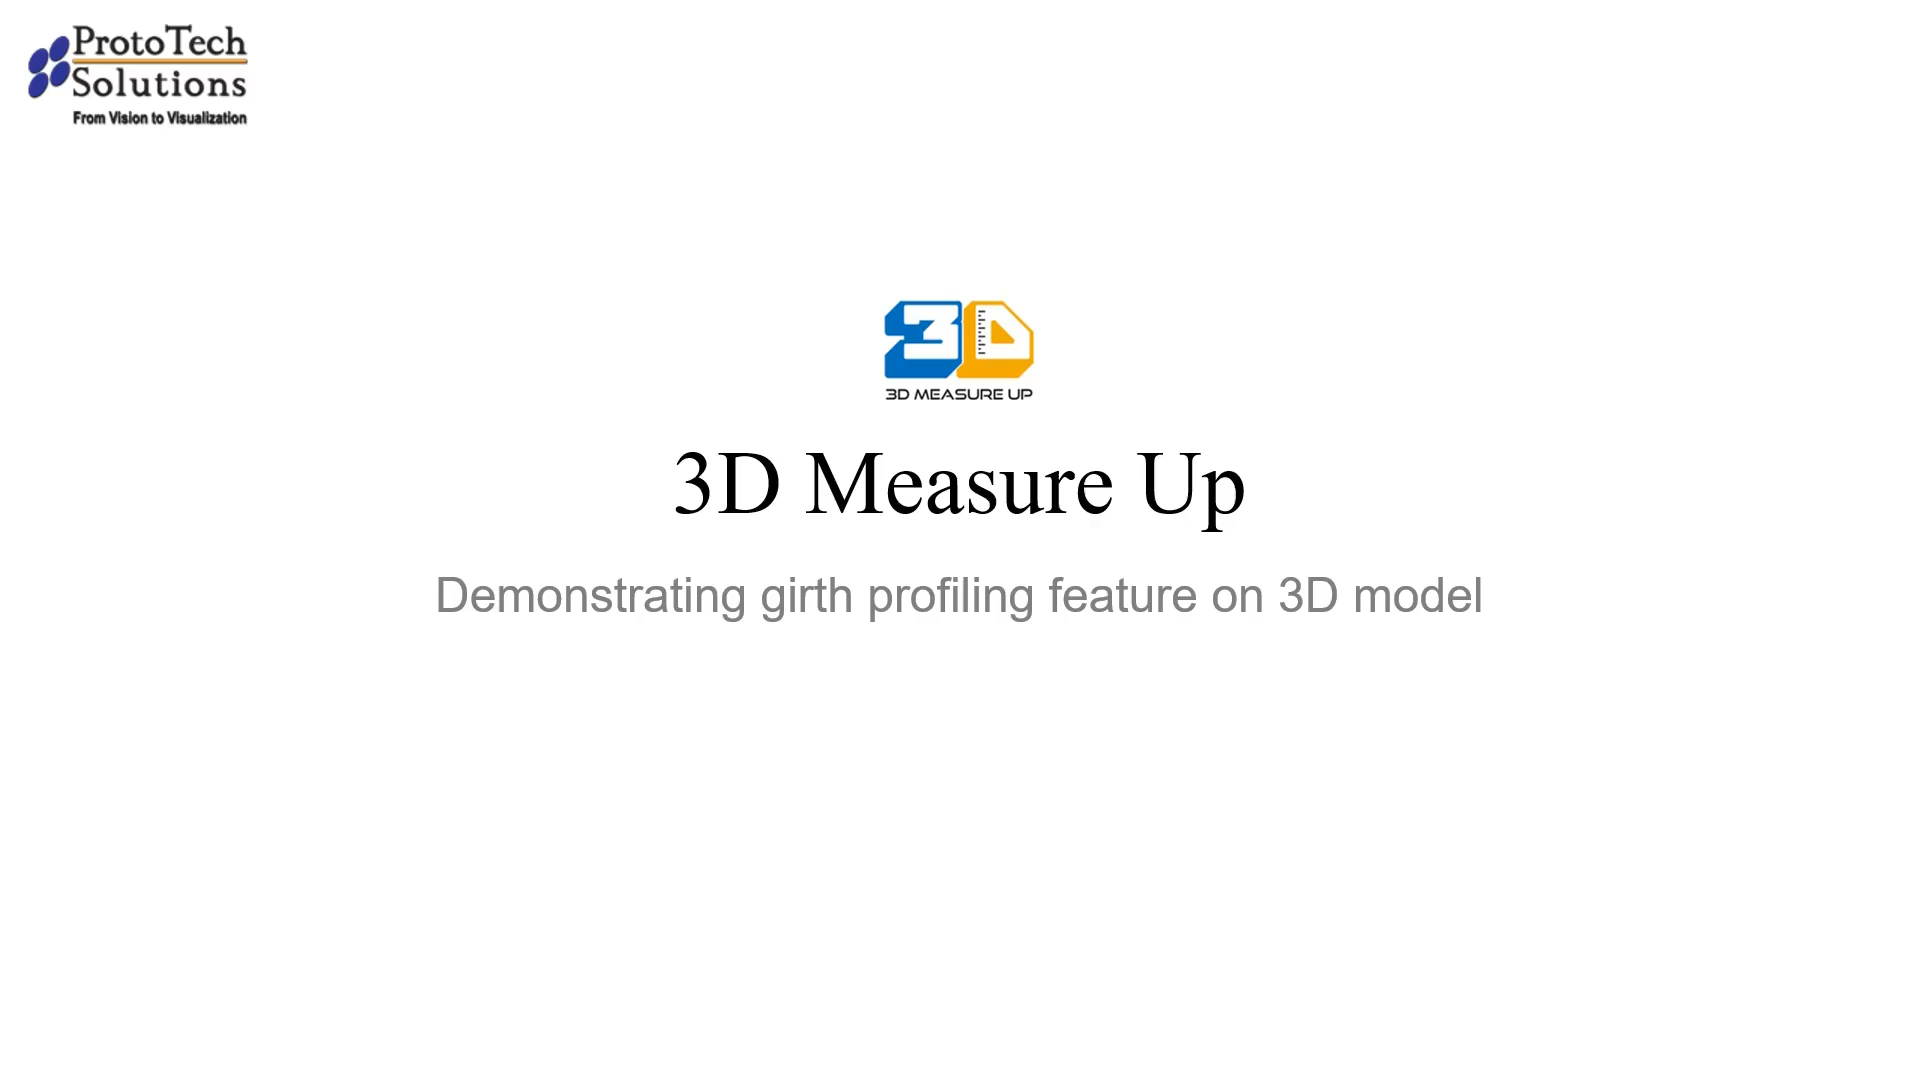 ProtoTech
Solutions
From Vision to Visualization
3D
3D MEASURE UP
3D Measure Up
Demonstrating girth profiling feature on 3D model